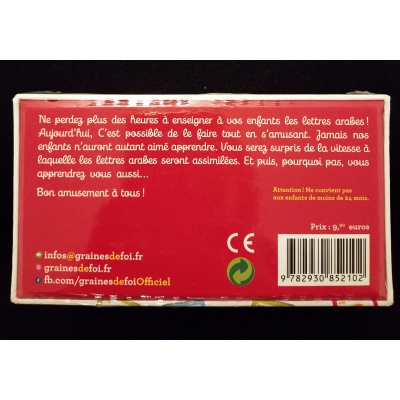 Ne perdez plus des heures à enseigner à vos enfants les lettres arabes !
Aujourd'hui, C'est possible de le faire tout en s'amusant. Jamais nos
enfants n'auront autant aimé apprendre. Vous serez surpris de la vitesse à
laquelle les lettres arabes seront assimilées. Et puis, pourquoi pas, vous
apprendrez vous aussi...
Bon amusement à tous !
Attention ! Ne convient pas
aux enfants de moins de 24 mois.
Prix : 9,90 euros
infos@grainesdefoi.fr
grainesdefoi.fr
fb.com/grainesdefoiOfficiel
CE
9 782930 852102